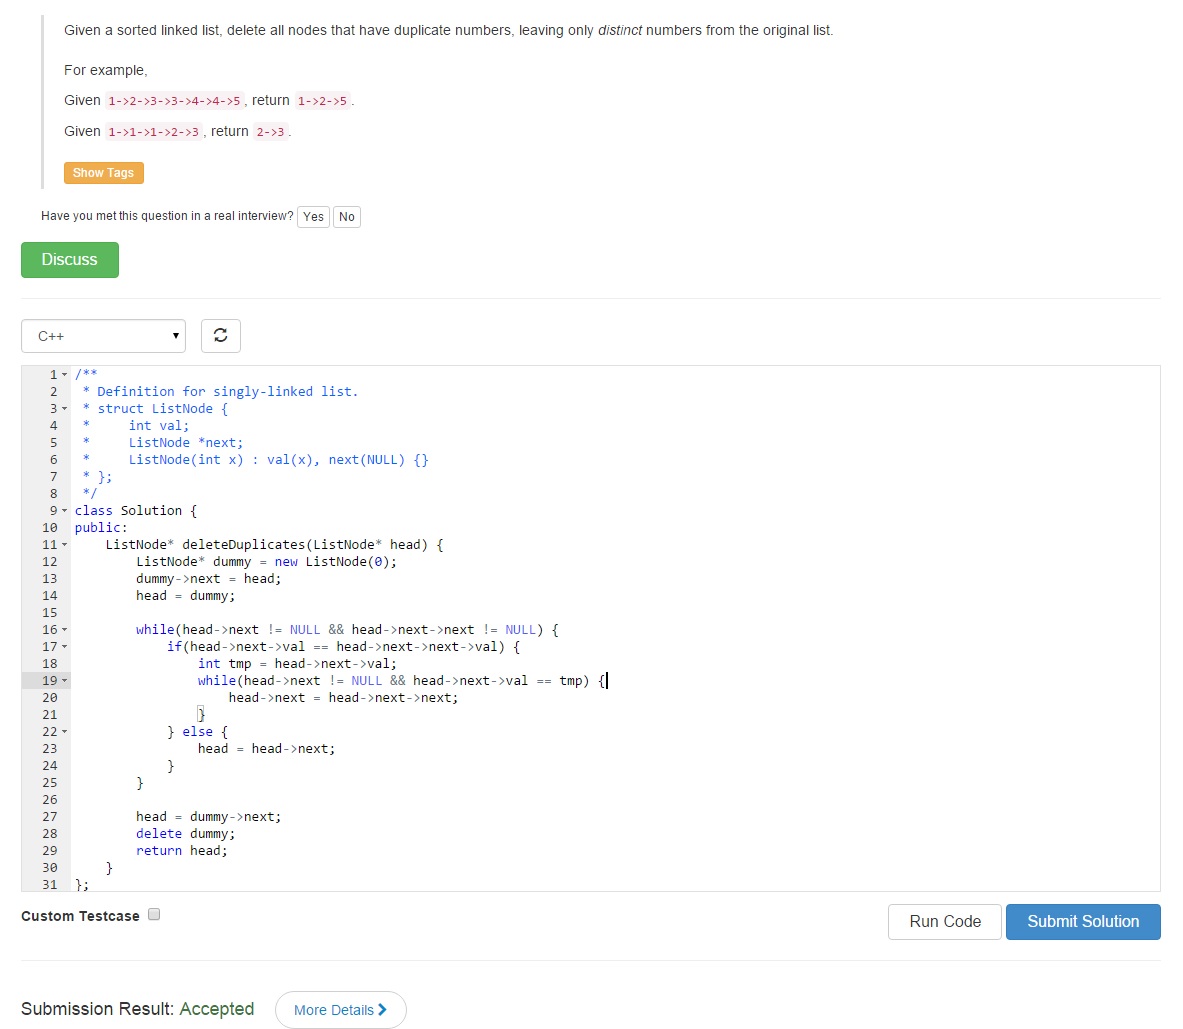 Given a sorted linked list, delete all nodes that have duplicate numbers, leaving only distinct numbers from the original list.
For example,
Given 1->2->3->3->4->4->5, return 1->2->5.
Given 1->1->1->2->3, return 2->3.
Show Tags
Have you met this question in a real interview? Yes No
Discuss
C++
1 /**
2  * Definition for singly-linked list.
3  * struct ListNode {
4  *     int val;
5  *     ListNode *next;
6  *     ListNode(int x) : val(x), next(NULL) {}
7  * };
8  */
9 class Solution {
10 public:
11     ListNode* deleteDuplicates(ListNode* head) {
12         ListNode* dummy = new ListNode(0);
13         dummy->next = head;
14         head = dummy;
15
16         while(head->next != NULL && head->next->next != NULL) {
17             if(head->next->val == head->next->next->val) {
18                 int tmp = head->next->val;
19                 while(head->next != NULL && head->next->val == tmp) {
20                     head->next = head->next->next;
21                 }
22             } else {
23                 head = head->next;
24             }
25         }
26
27         head = dummy->next;
28         delete dummy;
29         return head;
30     }
31 };
Custom Testcase
Run Code Submit Solution
Submission Result: Accepted More Details